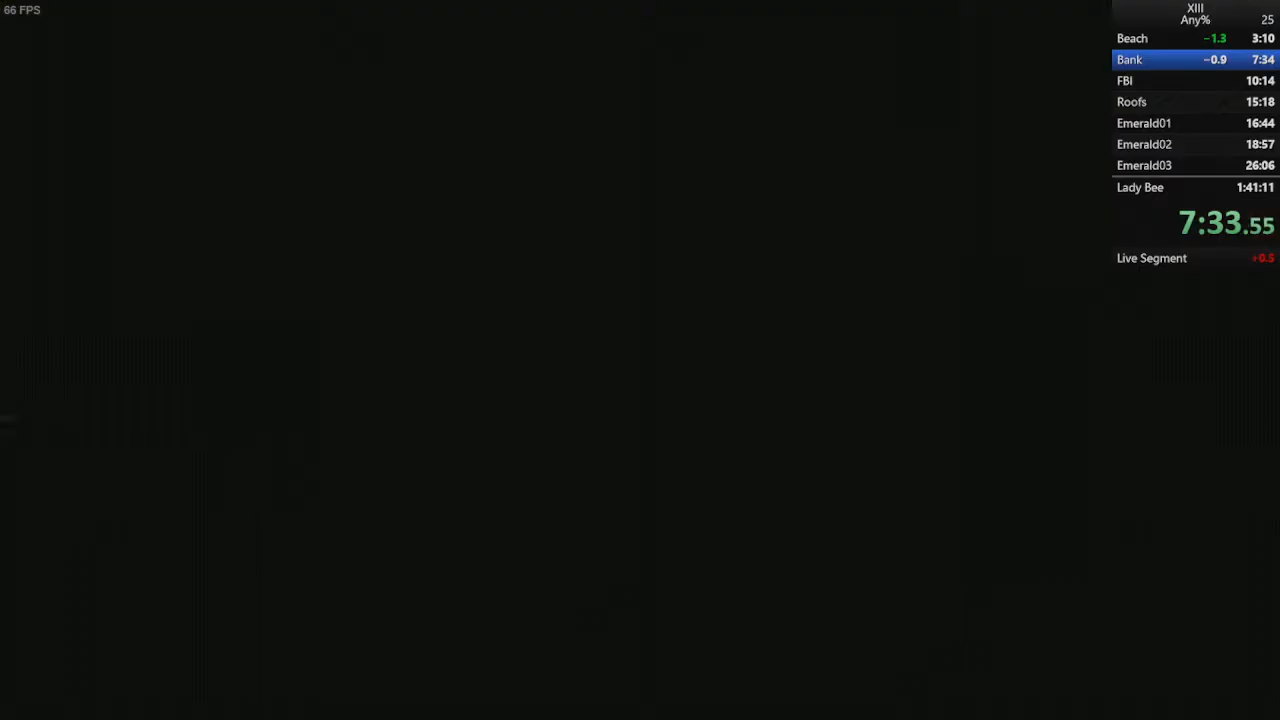 66 FPS
XIII
Any% 25
Beach −1.3 3:10
Bank −0.9 7:34
FBI 10:14
Roofs 15:18
Emerald01 16:44
Emerald02 18:57
Emerald03 26:06
Lady Bee 1:41:11
7:33.55
Live Segment +0.5